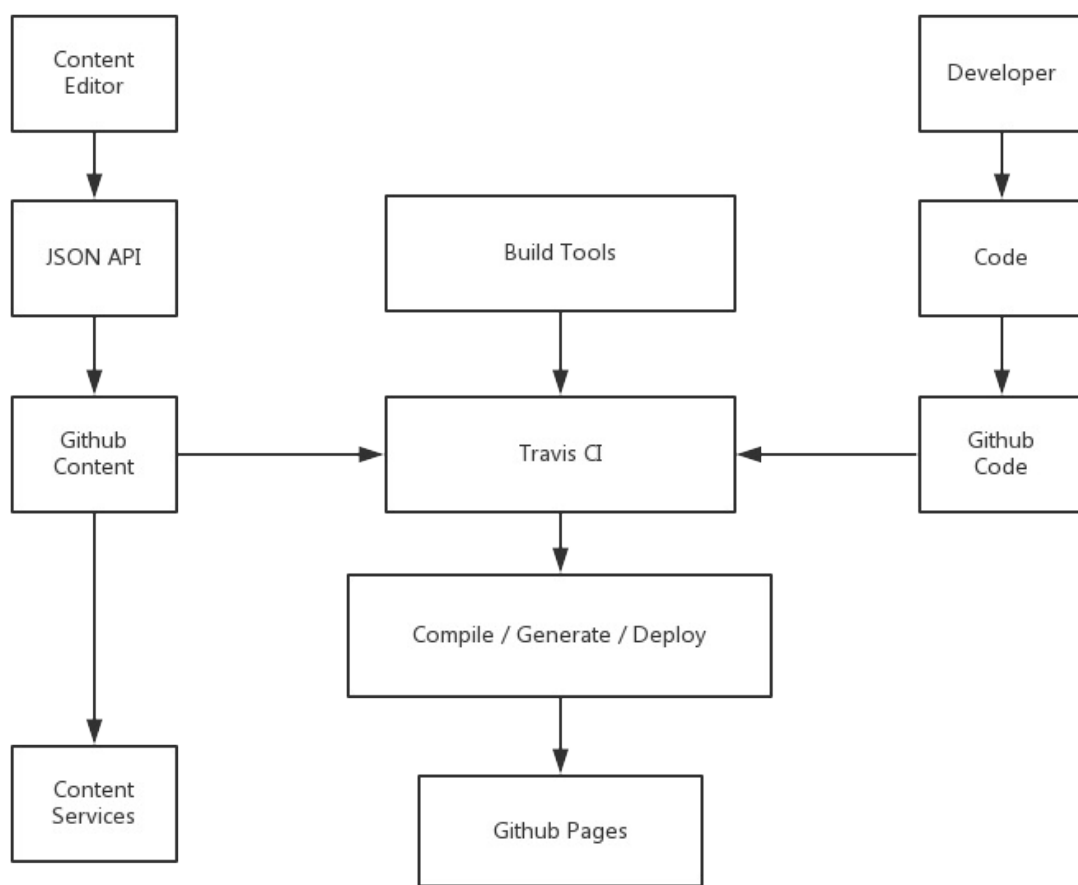 Content
Editor
Developer
JSON API
Build Tools
Code
Github
Content
Travis CI
Github
Code
Compile / Generate / Deploy
Content
Services
Github Pages